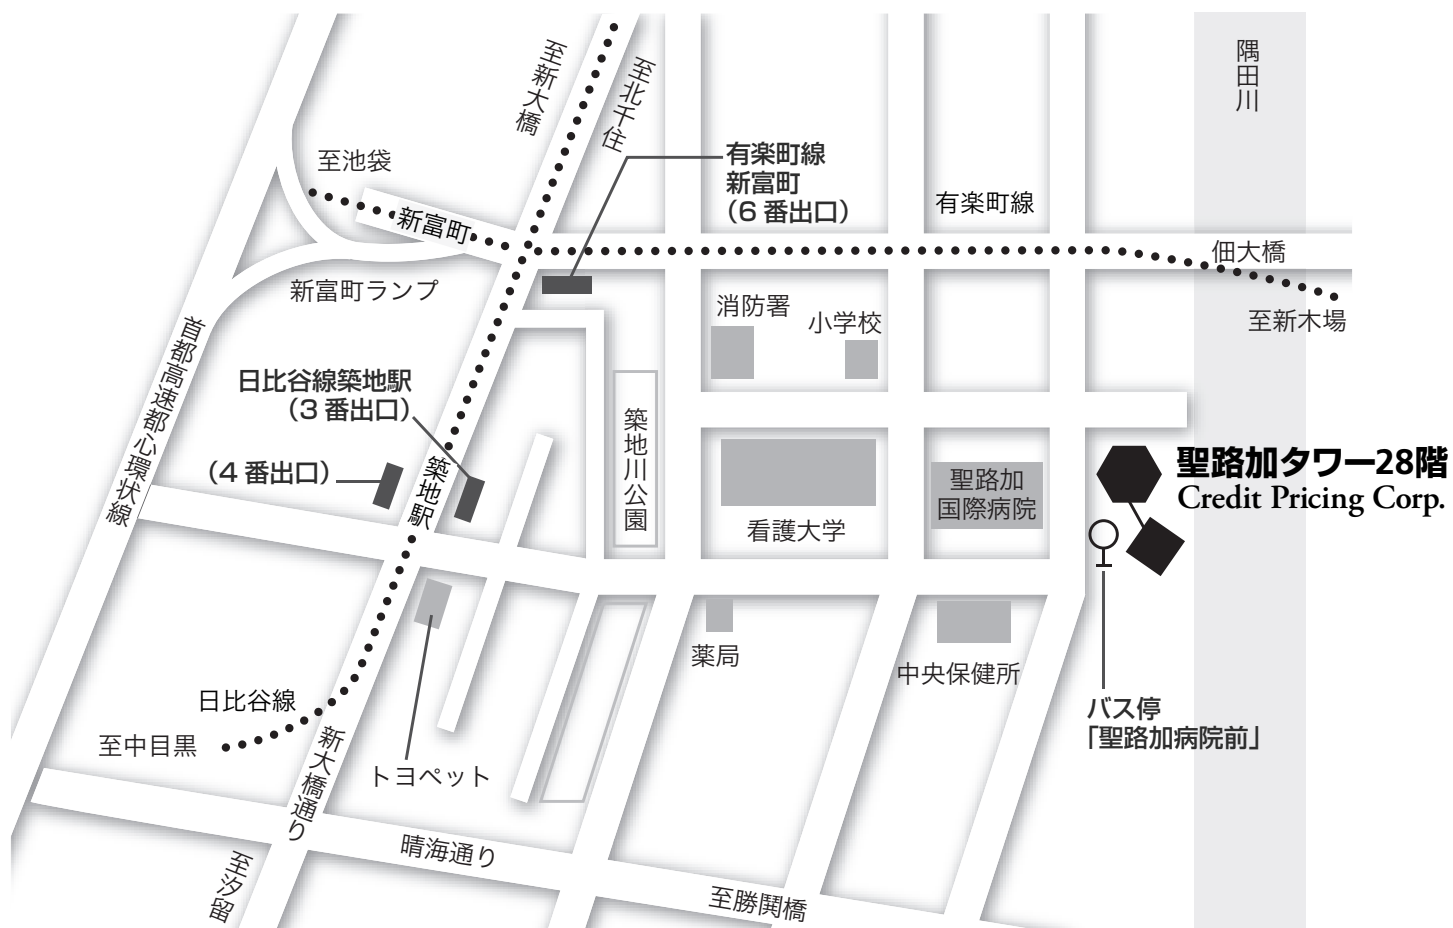 至新大橋
至北千住
隅田川
至池袋
新富町
有楽町線
新富町
（6 番出口）
有楽町線
佃大橋
新富町ランプ
消防署
小学校
至新木場
首都高速都心環状線
日比谷線築地駅
（3 番出口）
（4 番出口）
築地駅
築地川公園
看護大学
聖路加
国際病院
聖路加タワー28階
Credit Pricing Corp.
薬局
中央保健所
バス停
「聖路加病院前」
日比谷線
至中目黒
新大橋通り
トヨペット
晴海通り
至汐留
至勝鬨橋